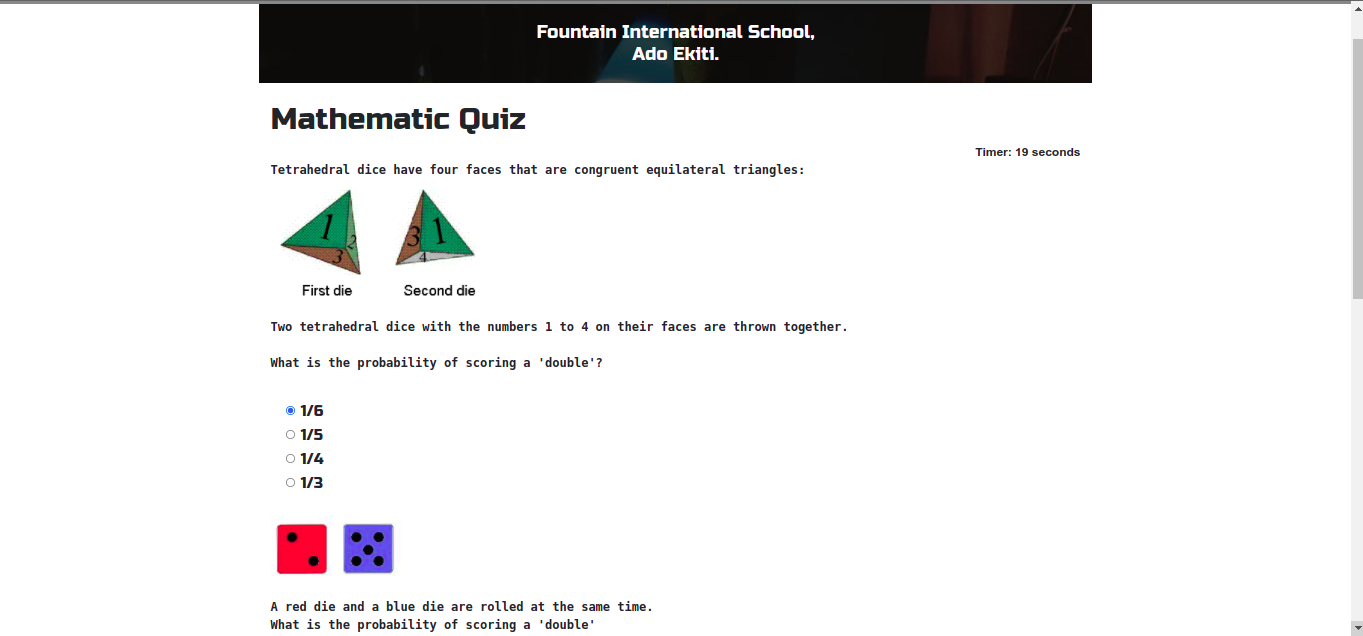 Fountain International School,
Ado Ekiti.
Mathematic Quiz
Timer: 19 seconds
Tetrahedral dice have four faces that are congruent equilateral triangles:
1
2
3
3
1
4
First die
Second die
Two tetrahedral dice with the numbers 1 to 4 on their faces are thrown together.
What is the probability of scoring a 'double'?
1/6
1/5
1/4
1/3
A red die and a blue die are rolled at the same time.
What is the probability of scoring a 'double'